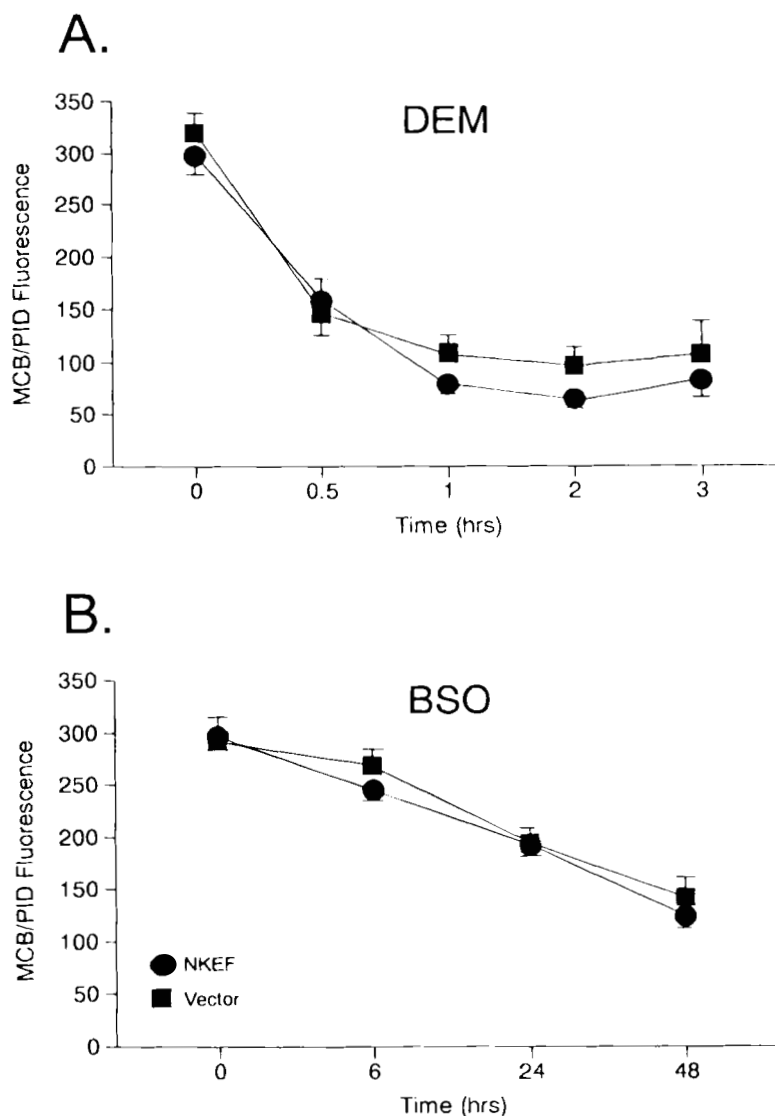 A.
DEM
350
300
250
200
150
100
50
0
MCB/PID Fluorescence
0 0.5 1 2 3
Time (hrs)
B.
BSO
350
300
250
200
150
100
50
0
MCB/PID Fluorescence
NKEF
Vector
0 6 24 48
Time (hrs)